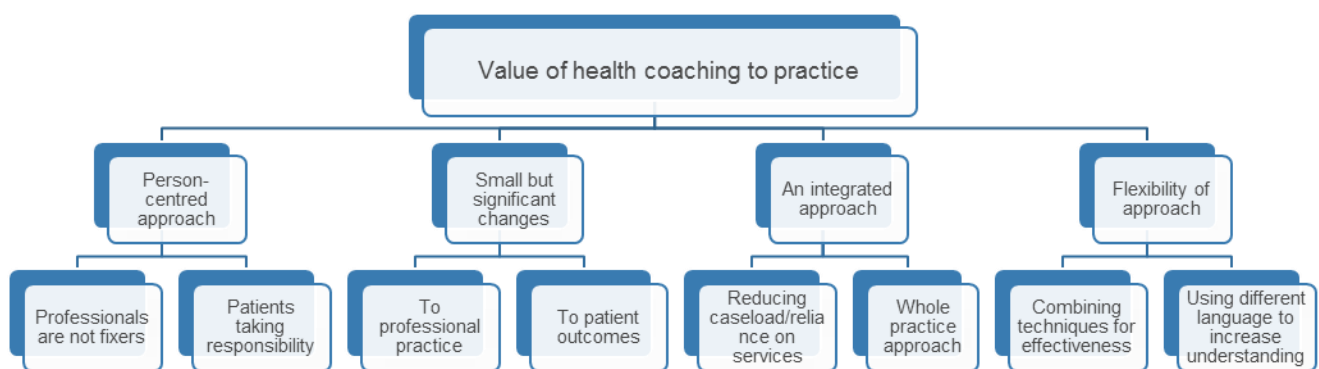 Value of health coaching to practice
Person-
centred
approach
Small but
significant
changes
An integrated
approach
Flexibility of
approach
Professionals
are not fixers
Patients
taking
responsibility
To
professional
practice
To patient
outcomes
Reducing
caseload/relia
nce on
services
Whole
practice
approach
Combining
techniques for
effectiveness
Using different
language to
increase
understanding